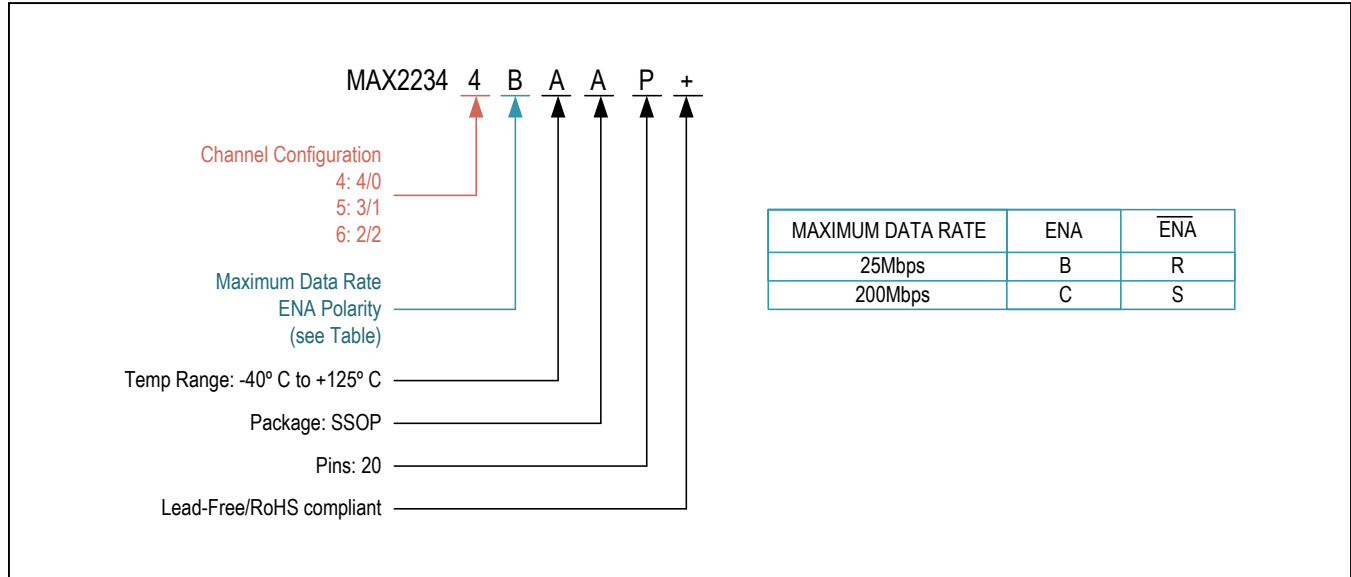 MAX2234 4 B A A P +
Channel Configuration
4: 4/0
5: 3/1
6: 2/2
Maximum Data Rate
ENA Polarity
(see Table)
Temp Range: -40º C to +125º C
Package: SSOP
Pins: 20
Lead-Free/RoHS compliant
MAXIMUM DATA RATE ENA E̅N̅A̅
25Mbps B R
200Mbps C S